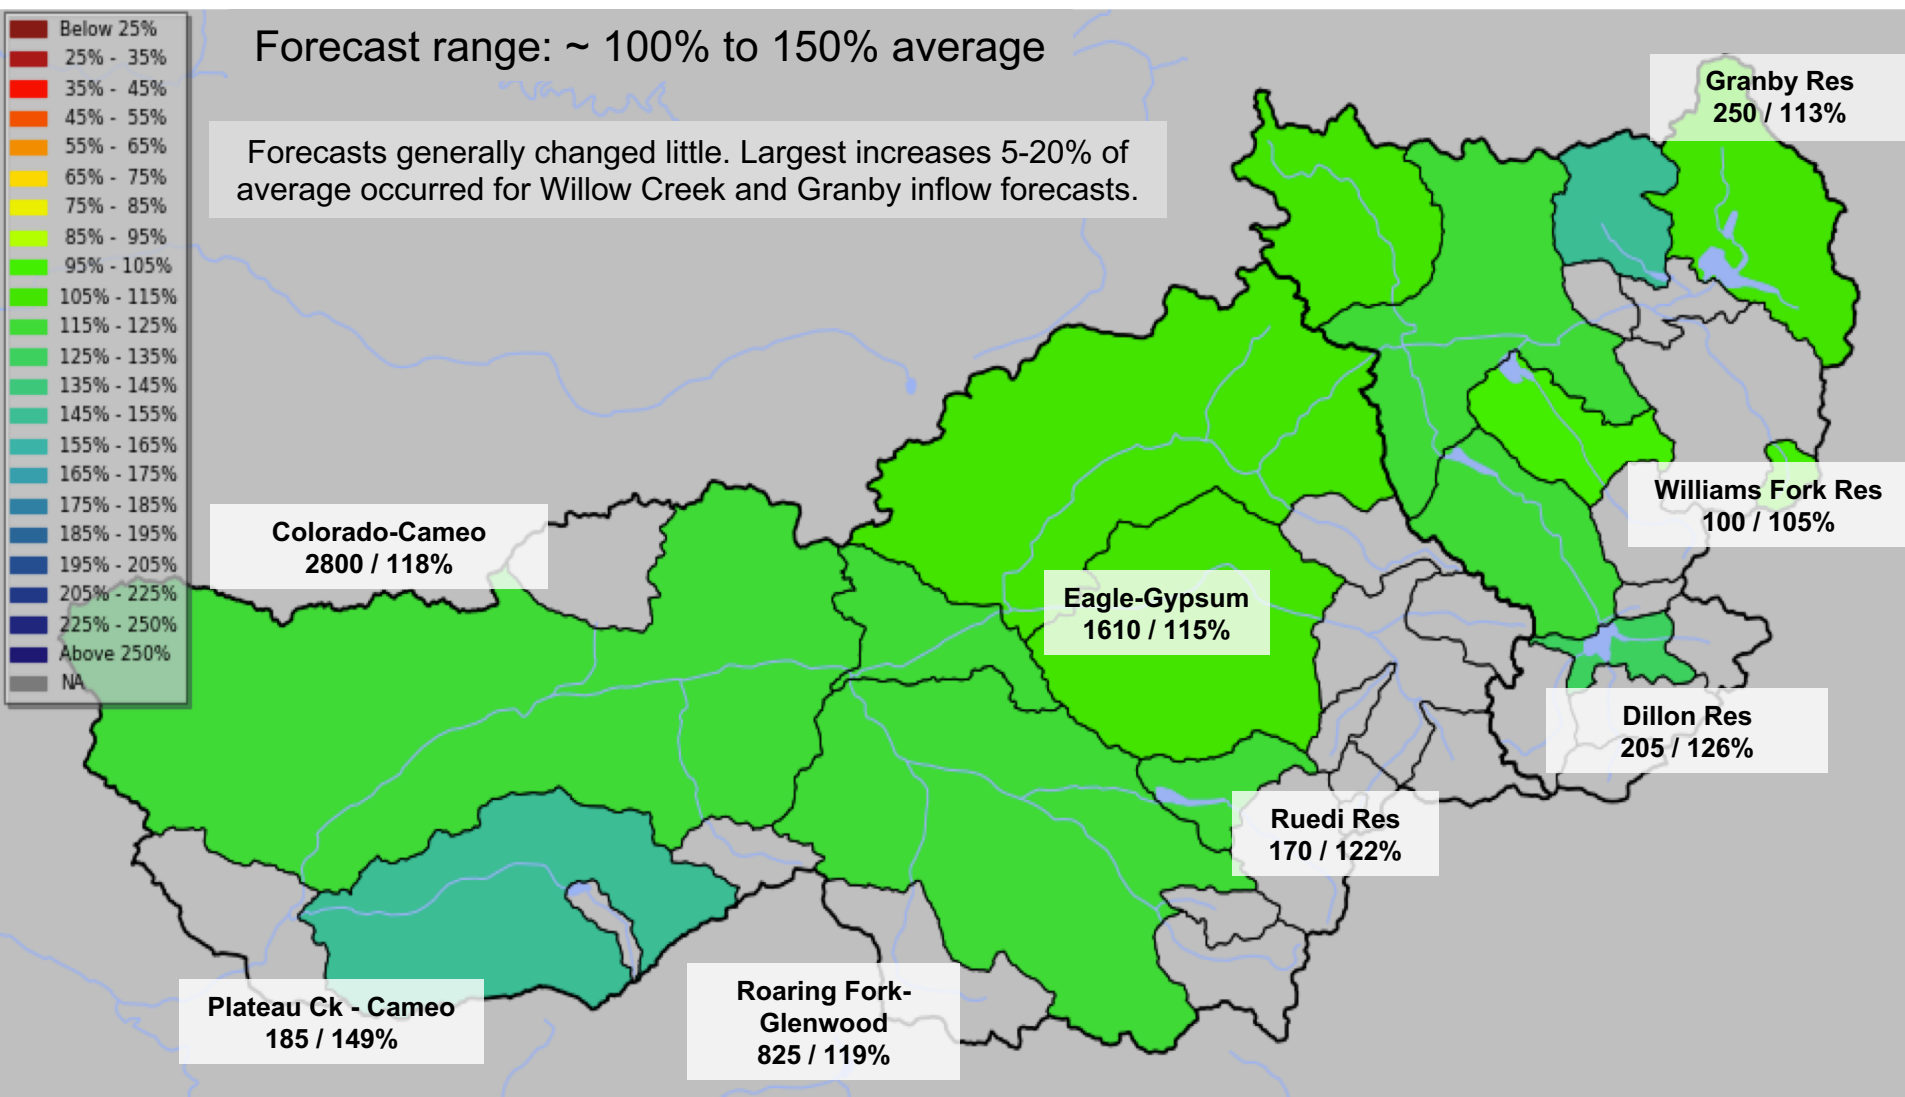 Below 25%
25% - 35%
35% - 45%
45% - 55%
55% - 65%
65% - 75%
75% - 85%
85% - 95%
95% - 105%
105% - 115%
115% - 125%
125% - 135%
135% - 145%
145% - 155%
155% - 165%
165% - 175%
175% - 185%
185% - 195%
195% - 205%
205% - 225%
225% - 250%
Above 250%
NA
Forecast range: ~ 100% to 150% average
Forecasts generally changed little. Largest increases 5-20% of
average occurred for Willow Creek and Granby inflow forecasts.
Granby Res
250 / 113%
Williams Fork Res
100 / 105%
Colorado-Cameo
2800 / 118%
Eagle-Gypsum
1610 / 115%
Dillon Res
205 / 126%
Ruedi Res
170 / 122%
Plateau Ck - Cameo
185 / 149%
Roaring Fork-
Glenwood
825 / 119%